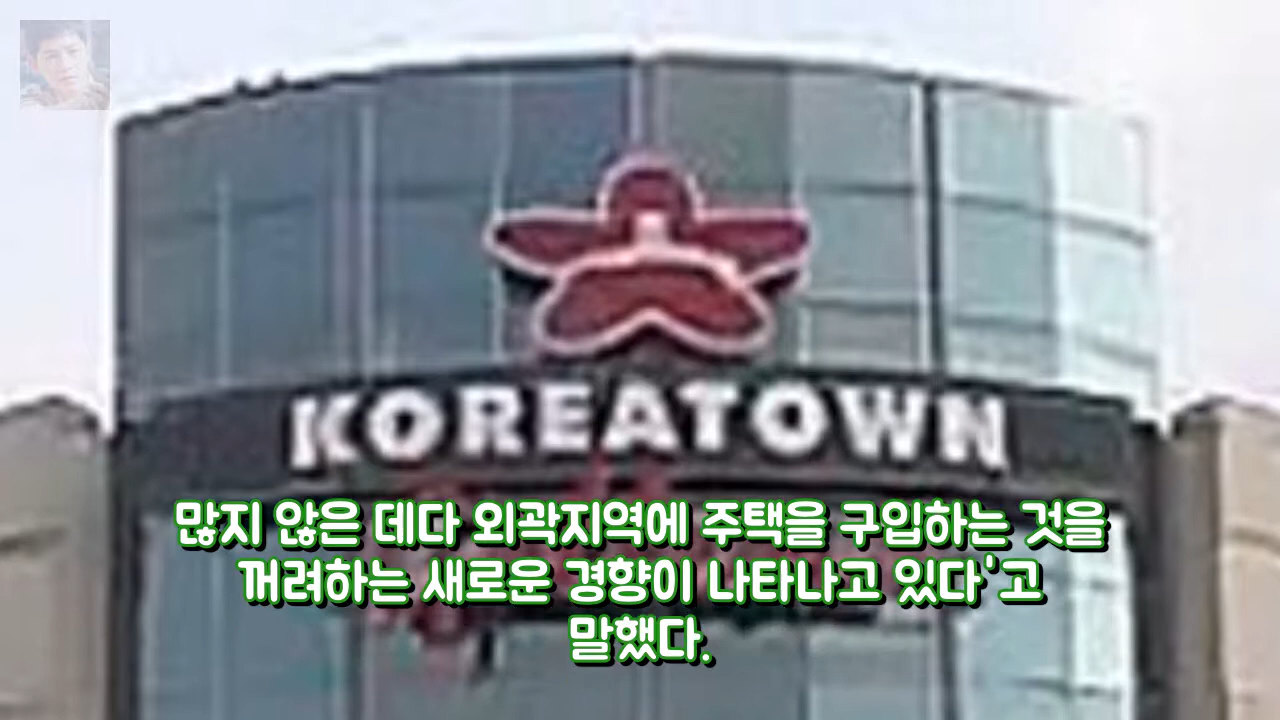 KOREATOWN
많지 않은 데다 외곽지역에 주택을 구입하는 것을
꺼려하는 새로운 경향이 나타나고 있다'고
말했다.